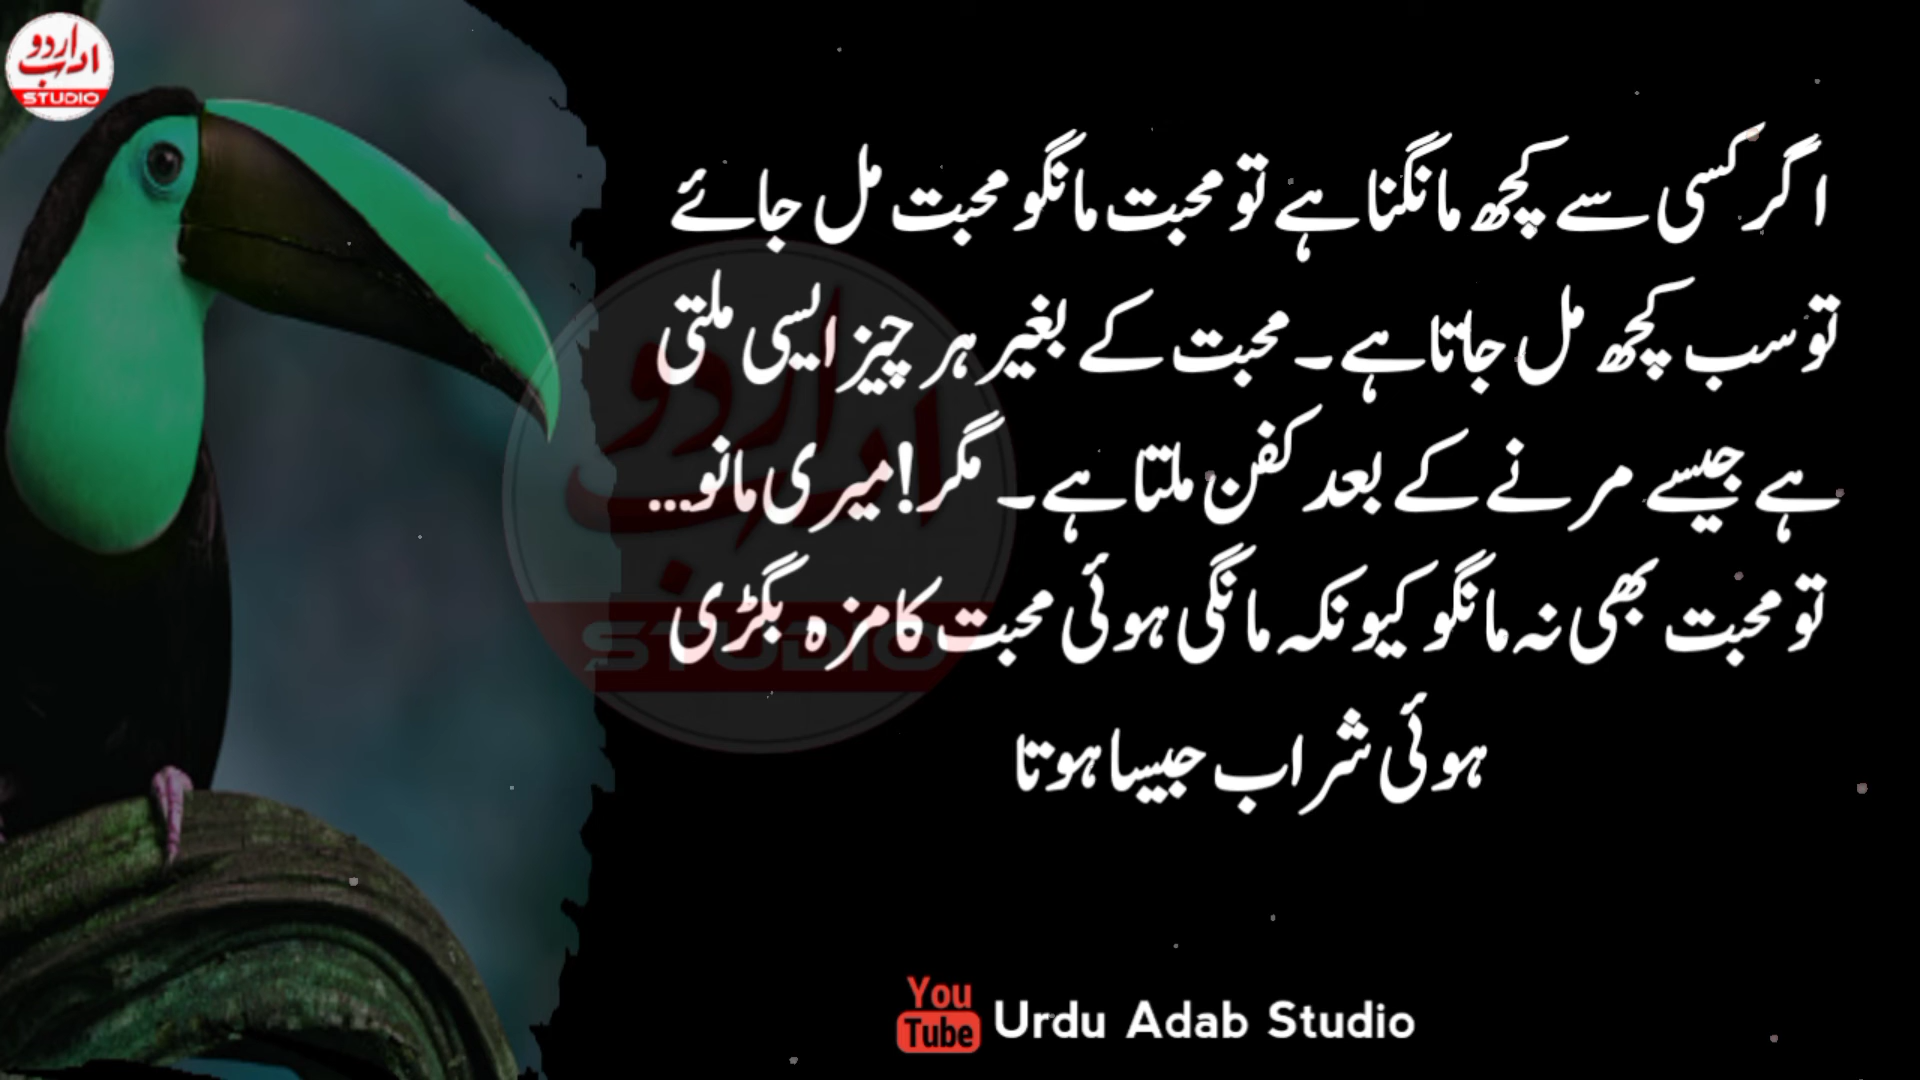 اردو
ادب
STUDIO
اگر کسی سے کچھ مانگنا ہے تو محبت مانگو محبت مل جائے
تو سب کچھ مل جاتا ہے ۔ محبت کے بغیر ہر چیز ایسی ملتی
ہے جیسے مرنے کے بعد کفن ملتا ہے ۔ مگر! میری مانو...
تو محبت بھی نہ مانگو کیونکہ مانگی ہوئی محبت کا مزہ بگڑی
ہوئی شراب جیسا ہوتا
اردو
ادب
STUDIO
You
Tube Urdu Adab Studio